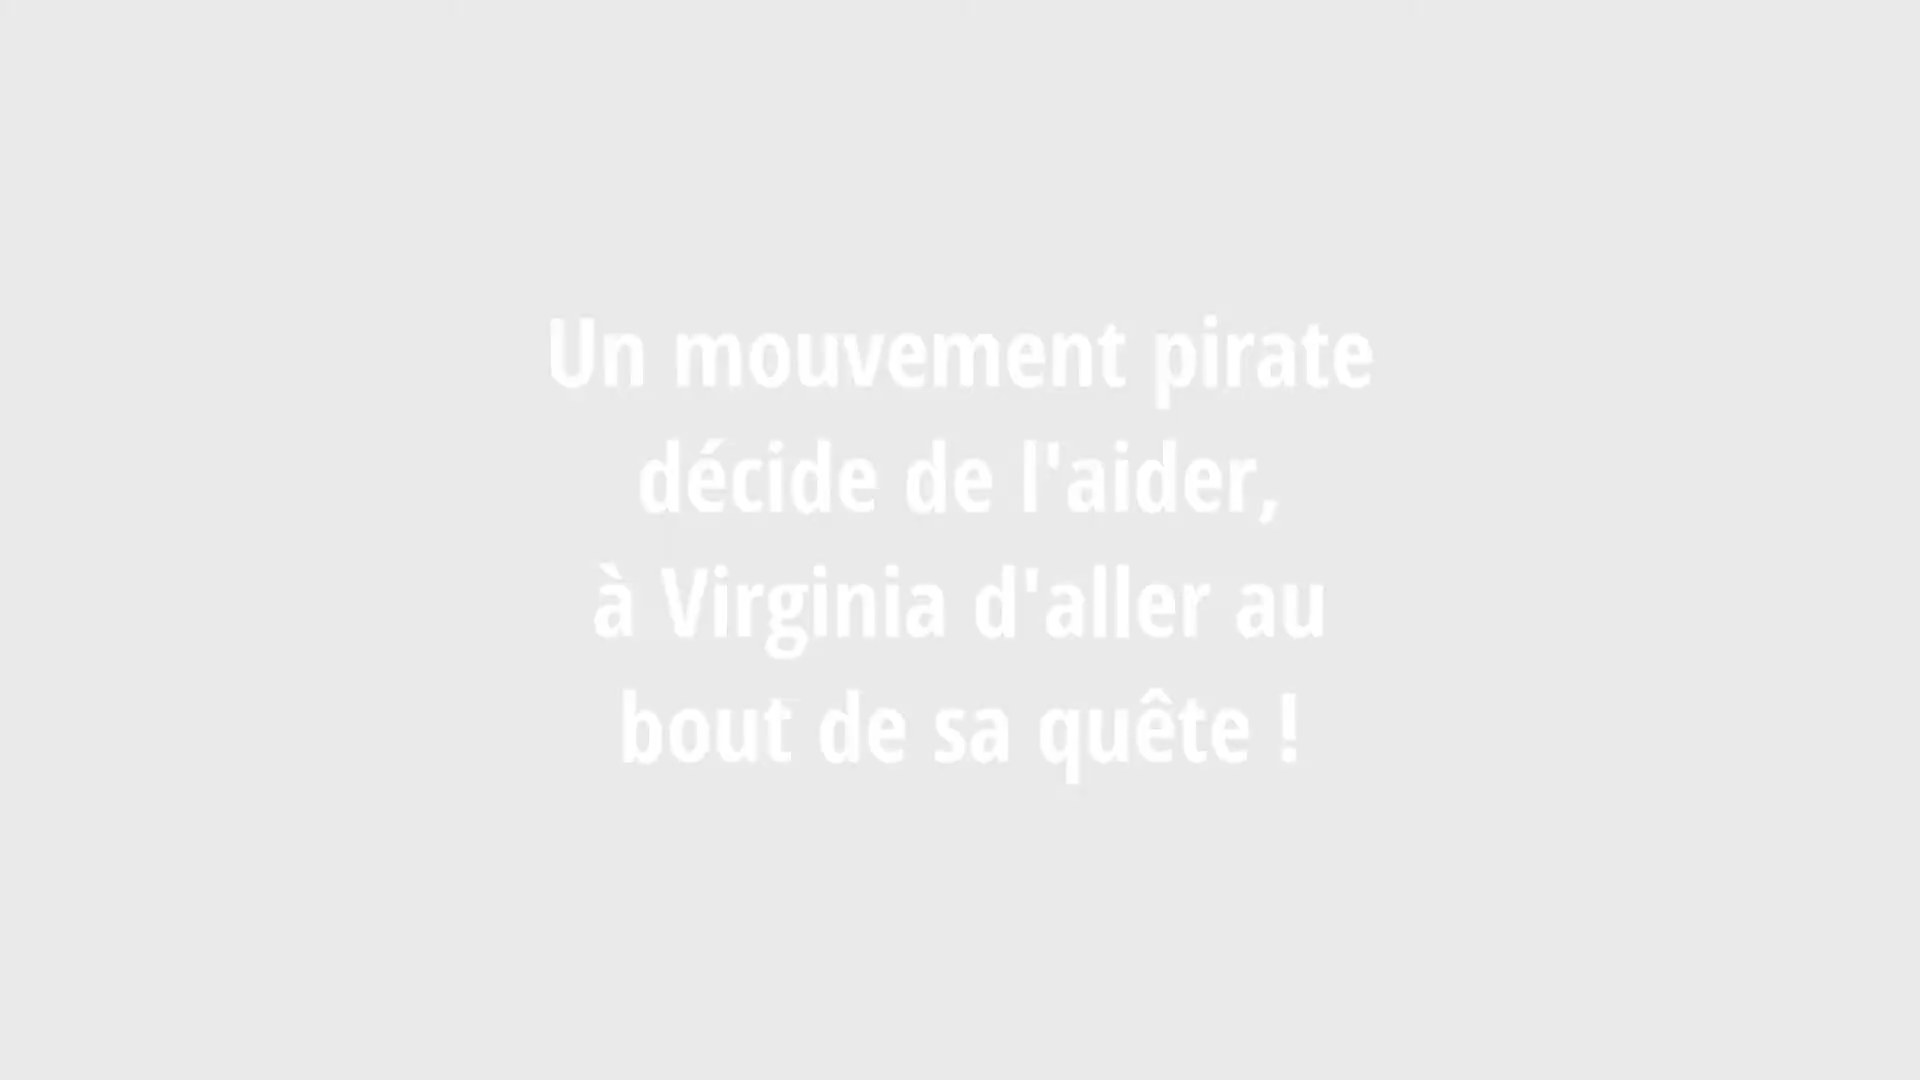 Un mouvement pirate
décide de l'aider,
à Virginia d'aller au
bout de sa quête !